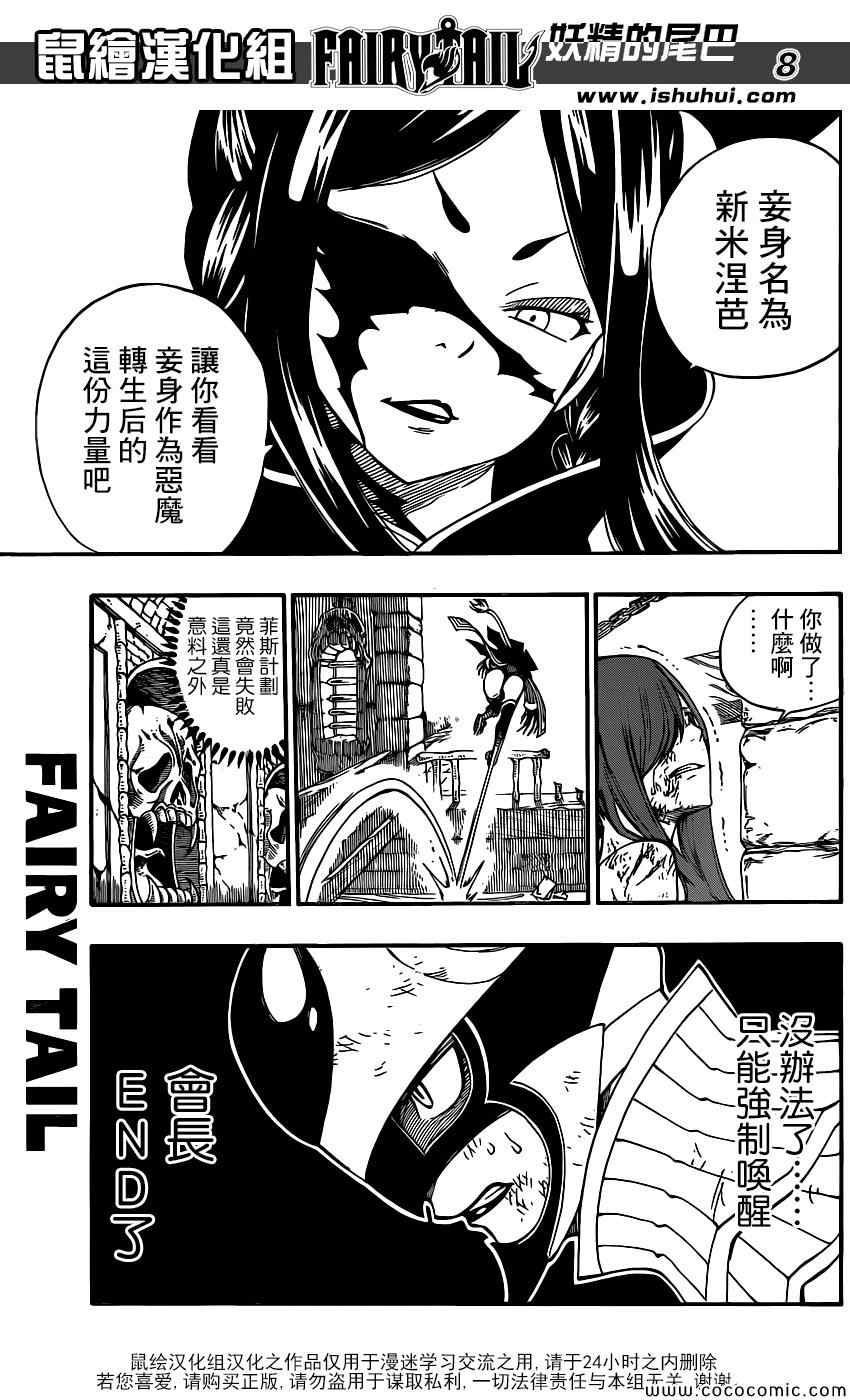 鼠繪漢化組
FAIRY TAIL
妖精的尾巴
8
www.ishuhui.com
妾身名為
新米涅芭
讓你看看
妾身作為惡魔
轉生后的
這份力量吧
你做了…
什麼啊
……
菲斯計劃
竟然會失敗
這還真是
意料之外
FAIRY TAIL
沒辦法了……
只能強制喚醒
會長
END了
鼠绘汉化组汉化之作品仅用于漫迷学习交流之用,请于24小时之内删除
若您喜爱,请购买正版,请勿用于谋取私利,一切法律责任与本组无关,谢谢.
www.cococomic.com